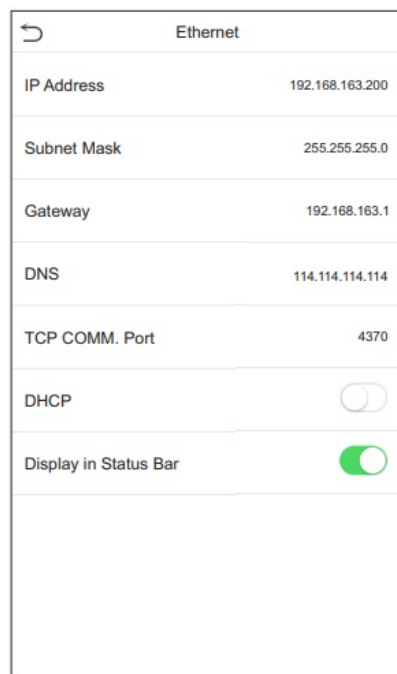 Ethernet
IP Address 192.168.163.200
Subnet Mask 255.255.255.0
Gateway 192.168.163.1
DNS 114.114.114.114
TCP COMM. Port 4370
DHCP
Display in Status Bar